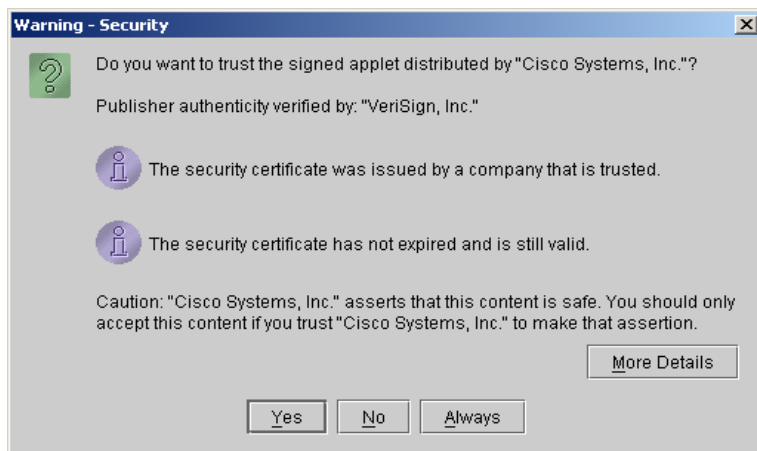 Warning - Security
Do you want to trust the signed applet distributed by "Cisco Systems, Inc."?
Publisher authenticity verified by: "VeriSign, Inc."
The security certificate was issued by a company that is trusted.
The security certificate has not expired and is still valid.
Caution: "Cisco Systems, Inc." asserts that this content is safe. You should only
accept this content if you trust "Cisco Systems, Inc." to make that assertion.
More Details
Yes No Always